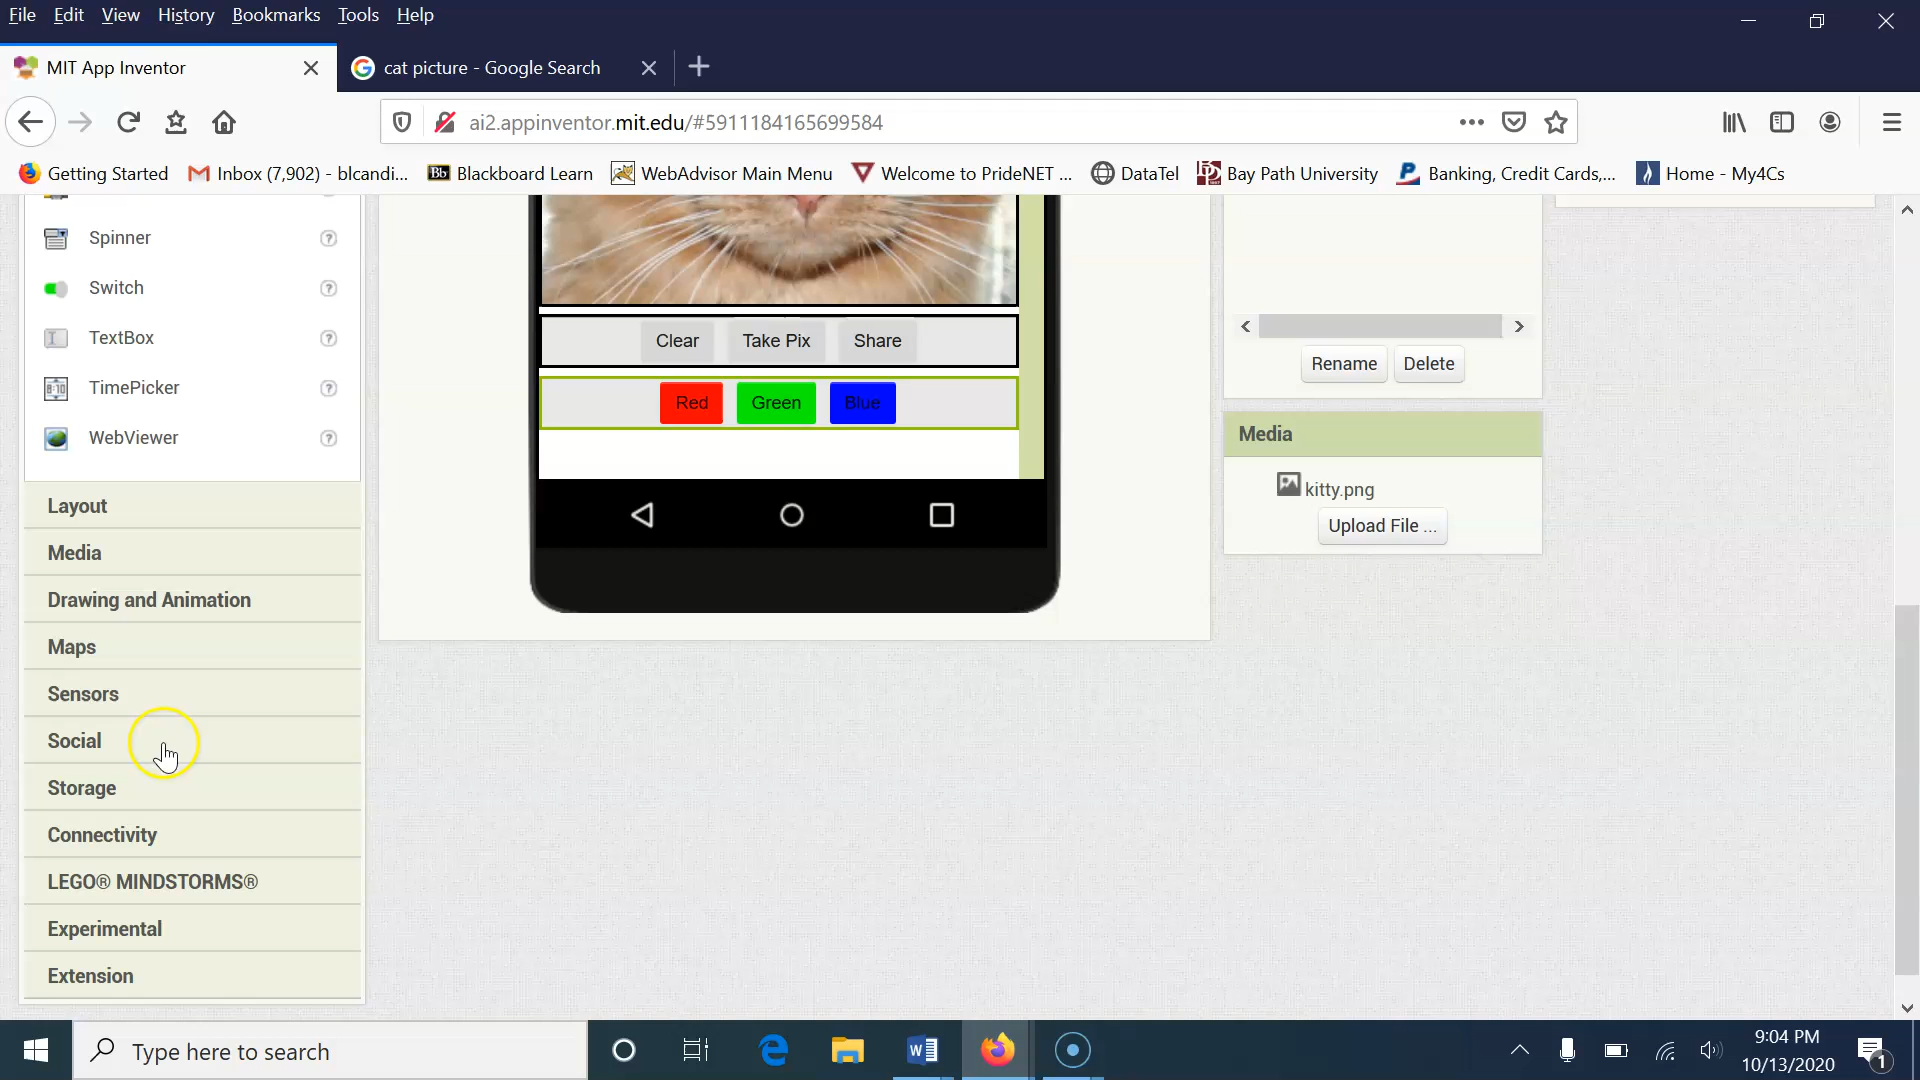 File Edit View History Bookmarks Tools Help
MIT App Inventor
cat picture - Google Search
ai2.appinventor.mit.edu/#5911184165699584
Getting Started
Inbox (7,902) - blcandi...
Bb Blackboard Learn
WebAdvisor Main Menu
Welcome to PrideNET ...
DataTel
Bay Path University
Banking, Credit Cards,...
Home - My4Cs
Spinner ?
Switch ?
TextBox ?
TimePicker ?
WebViewer ?
Layout
Media
Drawing and Animation
Maps
Sensors
Social
Storage
Connectivity
LEGO® MINDSTORMS®
Experimental
Extension
Clear Take Pix Share
Red Green Blue
Rename Delete
Media
kitty.png
Upload File ...
Type here to search
9:04 PM
10/13/2020
1